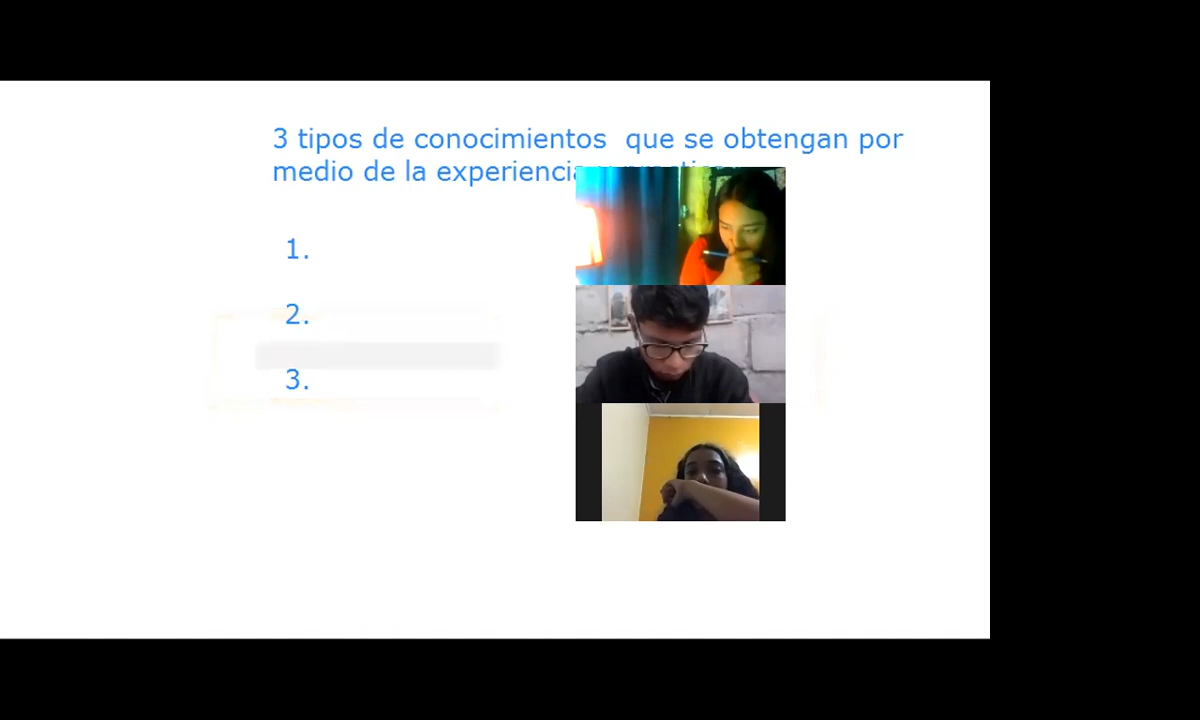 3 tipos de conocimientos que se obtengan por
medio de la experiencia
1.
2.
3.